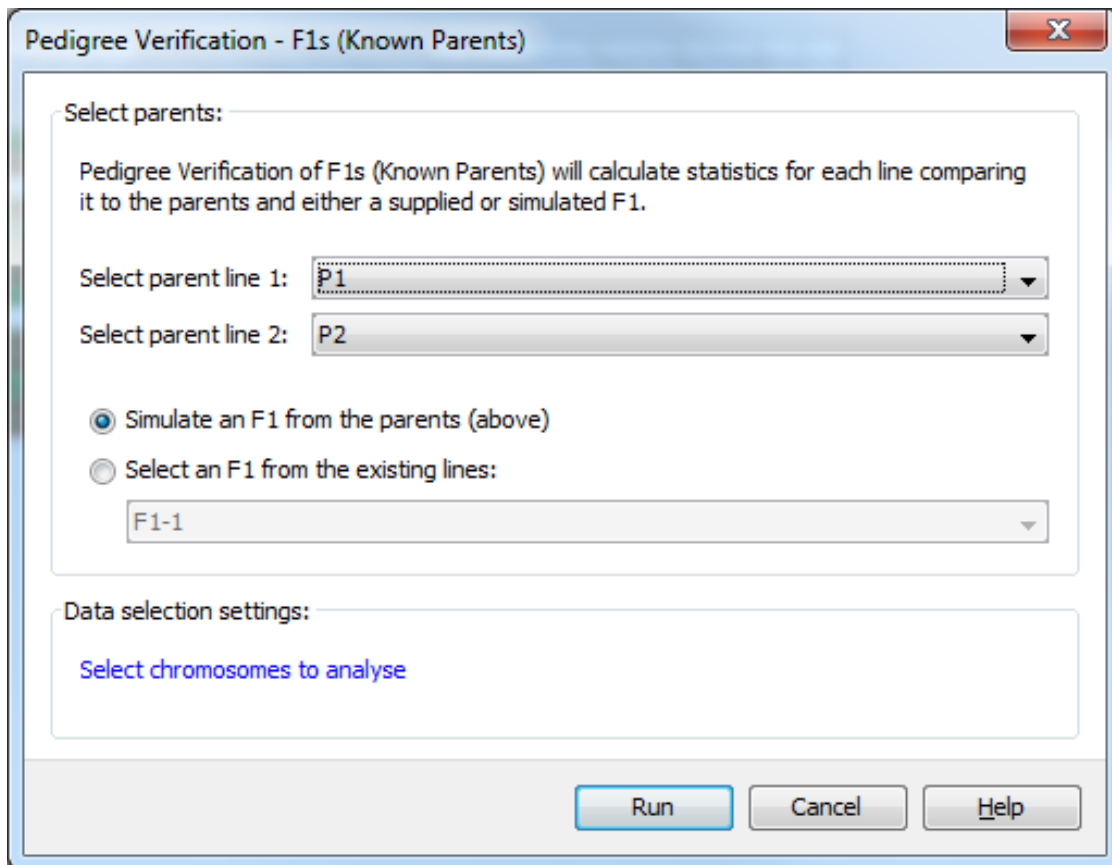 Pedigree Verification - F1s (Known Parents)
Select parents:
Pedigree Verification of F1s (Known Parents) will calculate statistics for each line comparing
it to the parents and either a supplied or simulated F1.
Select parent line 1: P1
Select parent line 2: P2
Simulate an F1 from the parents (above)
Select an F1 from the existing lines:
F1-1
Data selection settings:
Select chromosomes to analyse
Run Cancel Help